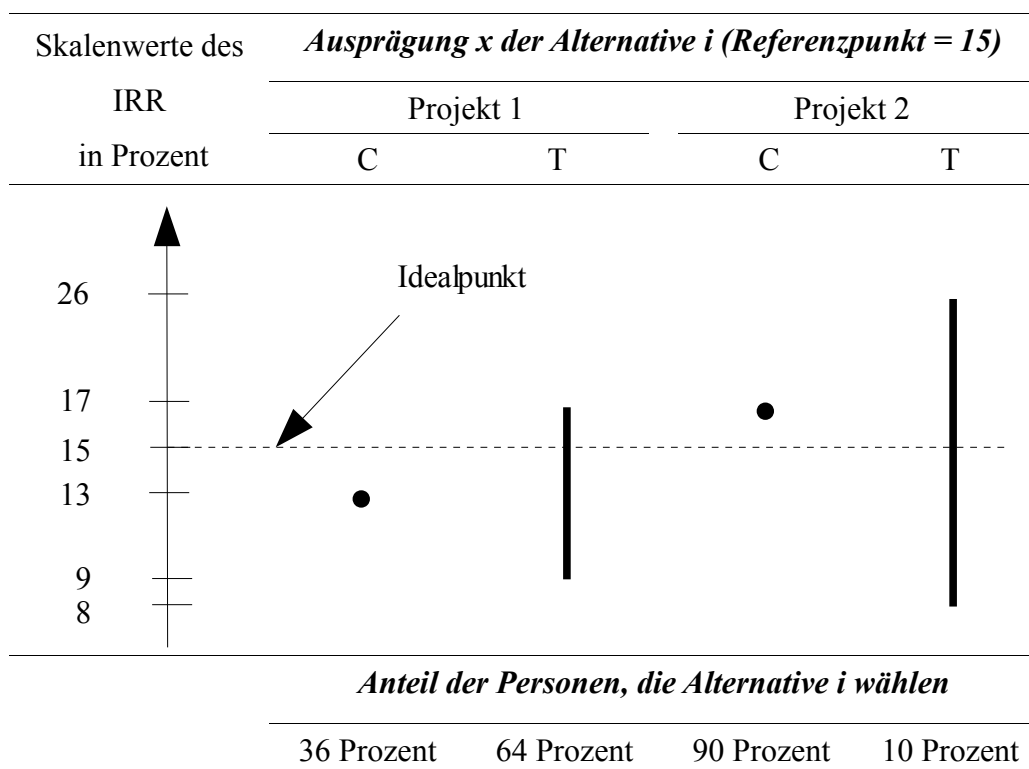 Skalenwerte des
IRR
in Prozent
Ausprägung x der Alternative i (Referenzpunkt = 15)
Projekt 1 Projekt 2
C T C T
Idealpunkt
26
17
15
13
9
8
Anteil der Personen, die Alternative i wählen
36 Prozent 64 Prozent 90 Prozent 10 Prozent